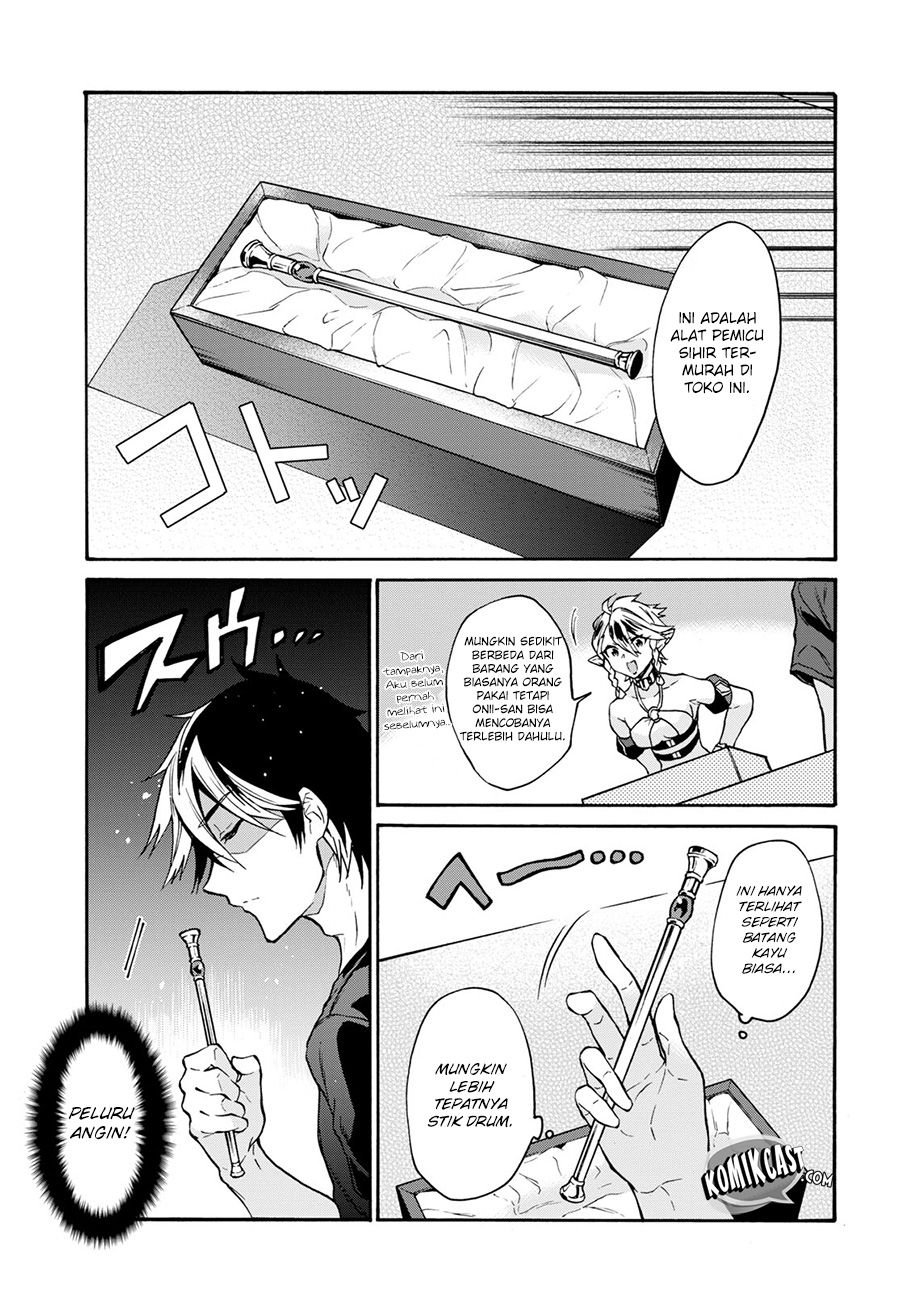 INI ADALAH
ALAT PEMICU
SIHIR TER-
MURAH DI
TOKO INI.
コトッ
MUNGKIN SEDIKIT
BERBEDA DARI
BARANG YANG
BIASANYA ORANG
PAKAI TETAPI
ONII-SAN BISA
MENCOBANYA
TERLEBIH DAHULU.
Dari
tampaknya,
Aku belum
pernah
melihat ini
sebelumnya..
ヘー…
INI HANYA
TERLIHAT
SEPERTI
BATANG
KAYU
BIASA...
MUNGKIN
LEBIH
TEPATNYA
STIK DRUM.
KOMIKCAST
.COM
スゥ…
PELURU
ANGIN!